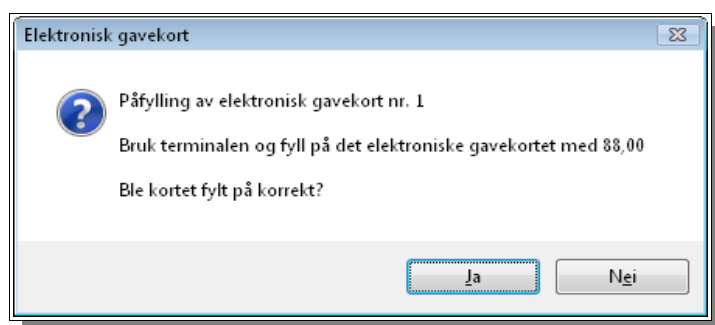 Elektronisk gavekort
Påfylling av elektronisk gavekort nr. 1
Bruk terminalen og fyll på det elektroniske gavekortet med 88,00
Ble kortet fylt på korrekt?
Ja
Nei